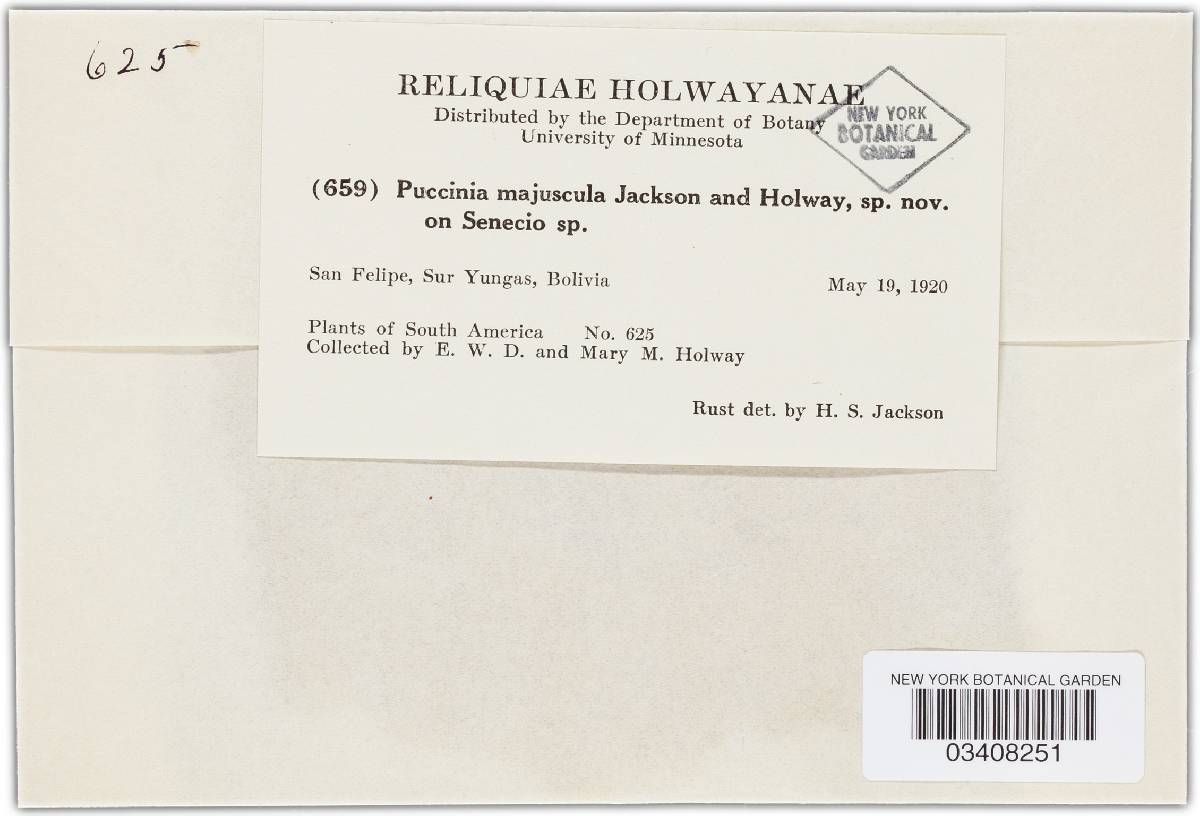 625
RELIQUIAE HOLWAYANAE
Distributed by the Department of Botany
University of Minnesota
NEW YORK
BOTANICAL
GARDEN
(659) Puccinia majuscula Jackson and Holway, sp. nov.
on Senecio sp.
San Felipe, Sur Yungas, Bolivia May 19, 1920
Plants of South America No. 625
Collected by E. W. D. and Mary M. Holway
Rust det. by H. S. Jackson
NEW YORK BOTANICAL GARDEN
03408251